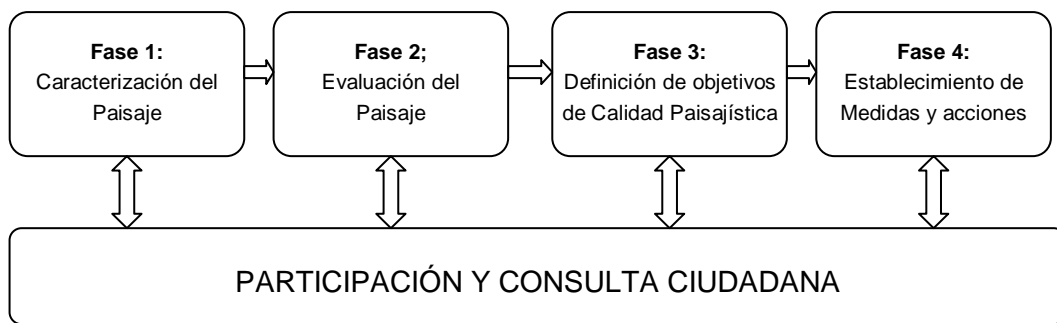 Fase 1:
Caracterización del
Paisaje
Fase 2;
Evaluación del
Paisaje
Fase 3:
Definición de objetivos
de Calidad Paisajística
Fase 4:
Establecimiento de
Medidas y acciones
PARTICIPACIÓN Y CONSULTA CIUDADANA